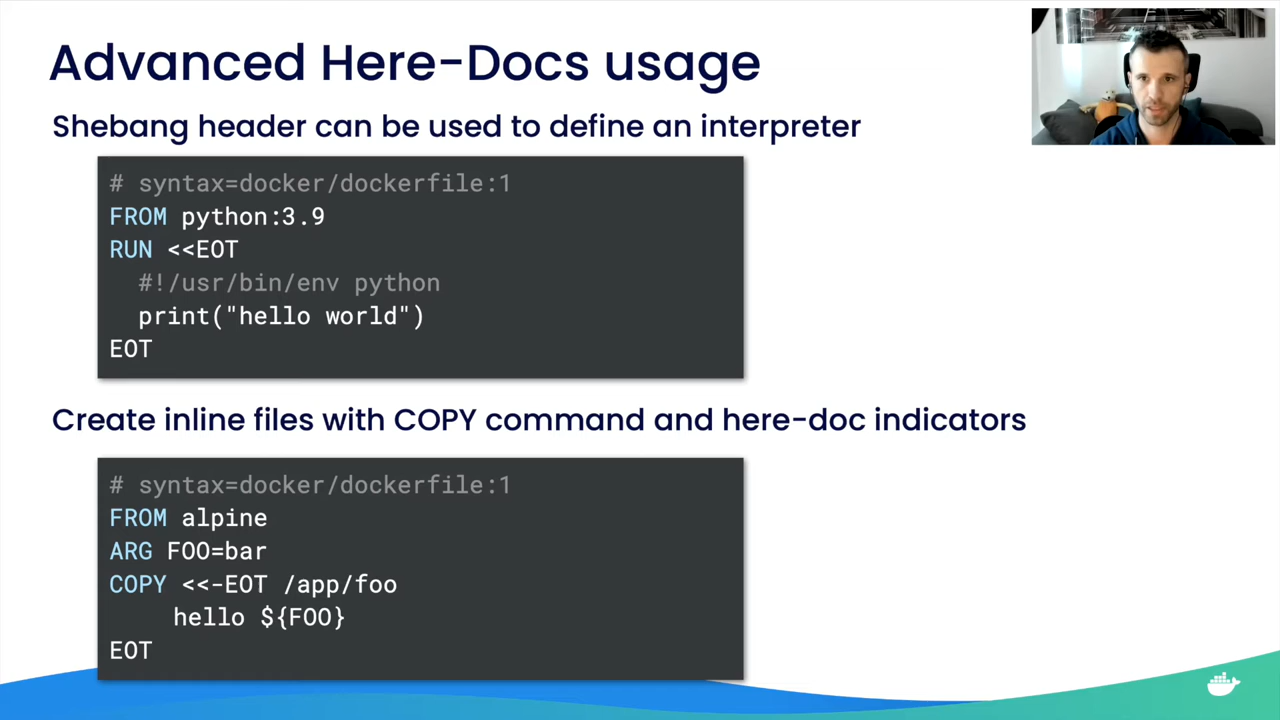 Advanced Here-Docs usage
Shebang header can be used to define an interpreter
# syntax=docker/dockerfile:1
FROM python:3.9
RUN <<EOT
  #!/usr/bin/env python
  print("hello world")
EOT
Create inline files with COPY command and here-doc indicators
# syntax=docker/dockerfile:1
FROM alpine
ARG FOO=bar
COPY <<-EOT /app/foo
    hello ${FOO}
EOT